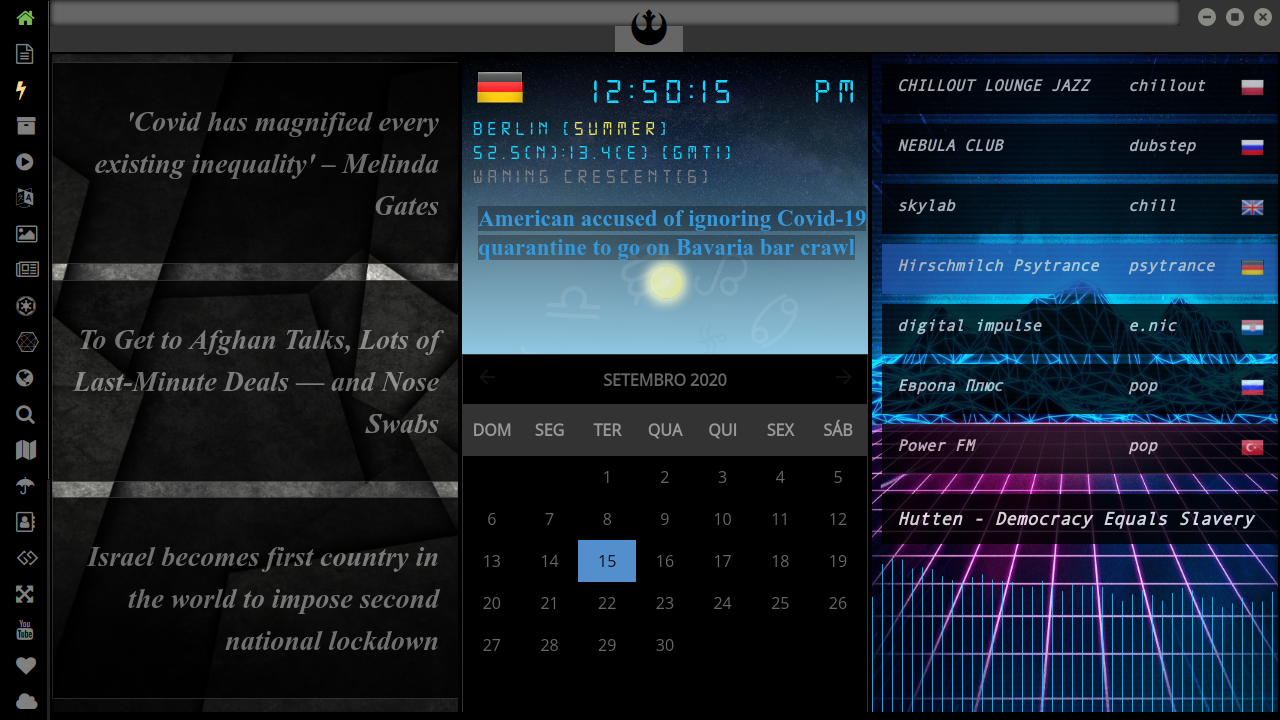 'Covid has magnified every
existing inequality' – Melinda
Gates
To Get to Afghan Talks, Lots of
Last-Minute Deals — and Nose
Swabs
Israel becomes first country in
the world to impose second
national lockdown
12:50:15 PM
BERLIN (SUMMER)
52.5(N):13.4(E) (GMT1)
WANING CRESCENT(6)
American accused of ignoring Covid-19
quarantine to go on Bavaria bar crawl
SETEMBRO 2020
DOM SEG TER QUA QUI SEX SÁB
1 2 3 4 5
6 7 8 9 10 11 12
13 14 15 16 17 18 19
20 21 22 23 24 25 26
27 28 29 30
CHILLOUT LOUNGE JAZZ chillout
NEBULA CLUB dubstep
skylab chill
Hirschmilch Psytrance psytrance
digital impulse e.nic
Европа Плюс pop
Power FM pop
Hutten - Democracy Equals Slavery
You
Tube